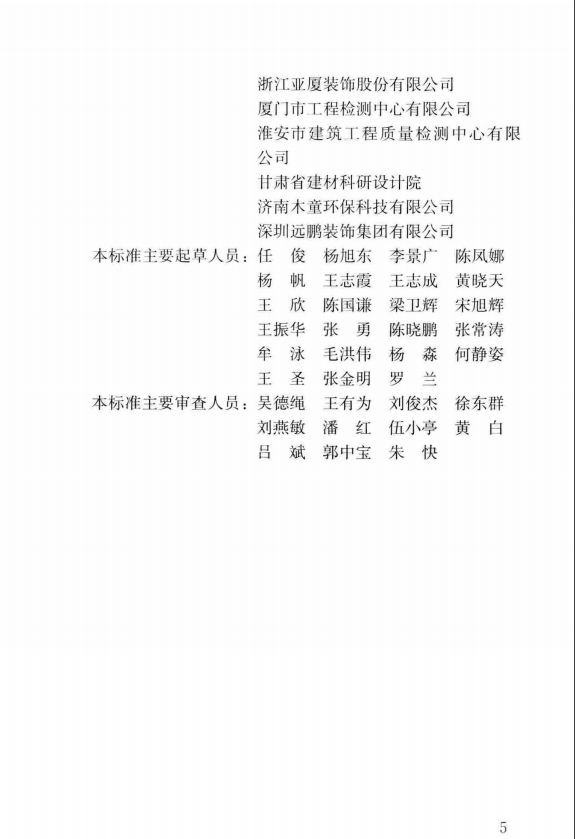 浙江亚厦装饰股份有限公司
厦门市工程检测中心有限公司
淮安市建筑工程质量检测中心有限
公司
甘肃省建材科研设计院
济南木童环保科技有限公司
深圳远鹏装饰集团有限公司
本标准主要起草人员：任　俊　杨旭东　李景广　陈凤娜
杨　帆　王志霞　王志成　黄晓天
王　欣　陈国谦　梁卫辉　宋旭辉
王振华　张　勇　陈晓鹏　张常涛
牟　泳　毛洪伟　杨　淼　何静姿
王　圣　张金明　罗　兰
本标准主要审查人员：吴德绳　王有为　刘俊杰　徐东群
刘燕敏　潘　红　伍小亭　黄　白
吕　斌　郭中宝　朱　快
5